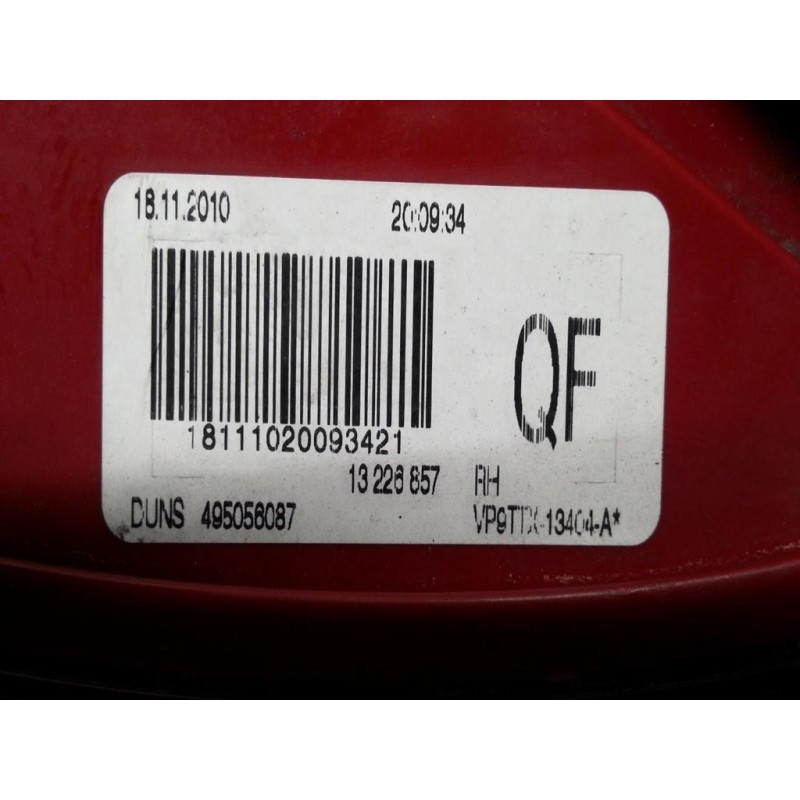 18.11.2010 20:09:34
QF
18111020093421
13 226 857 RH
DUNS 495056087 VP9TTX-13404-A*